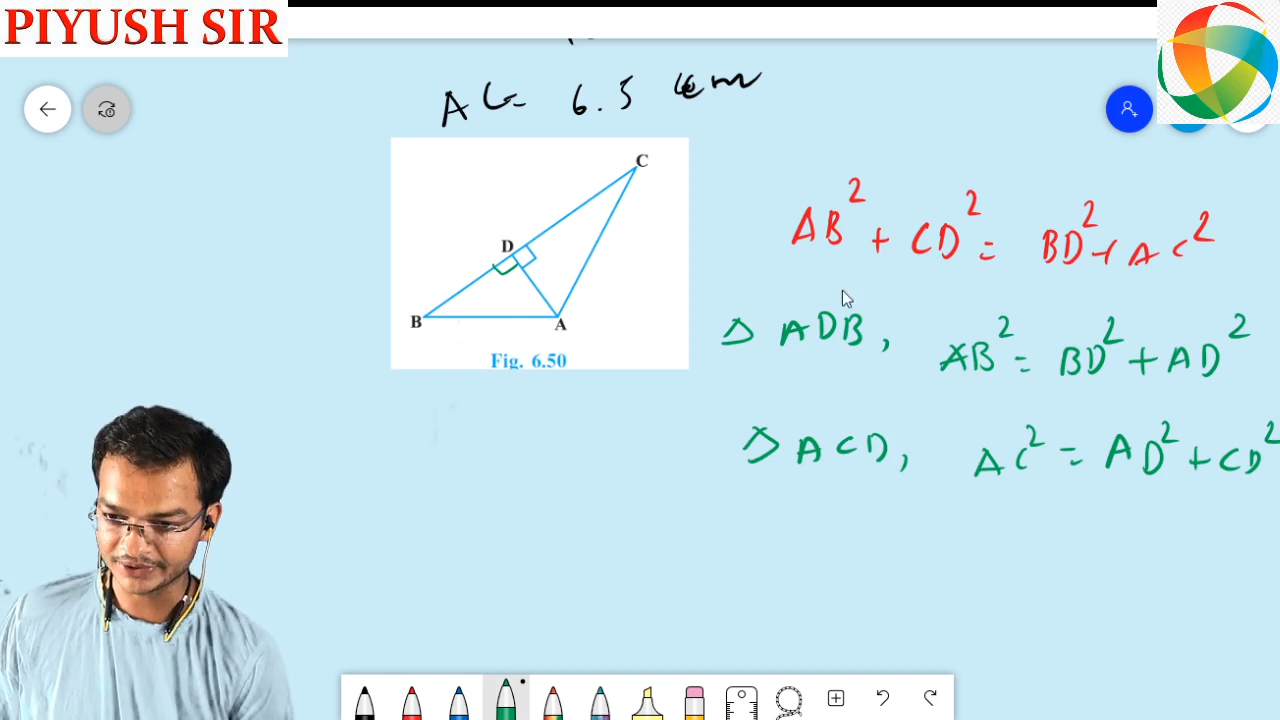 PIYUSH SIR
AC = 6.5 cm
C
D
B
A
Fig. 6.50
AB² + CD² = BD² + AC²
△ ADB, AB² = BD² + AD²
△ ACD, AC² = AD² + CD²